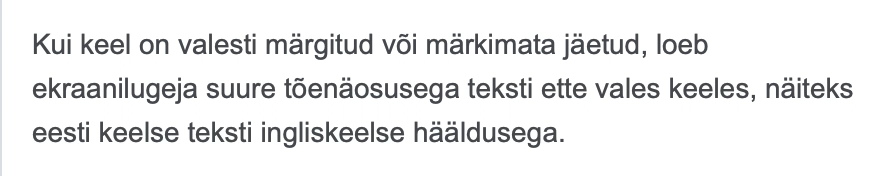 Kui keel on valesti märgitud või märkimata jäetud, loeb
ekraanilugeja suure tõenäosusega teksti ette vales keeles, näiteks
eesti keelse teksti ingliskeelse hääldusega.